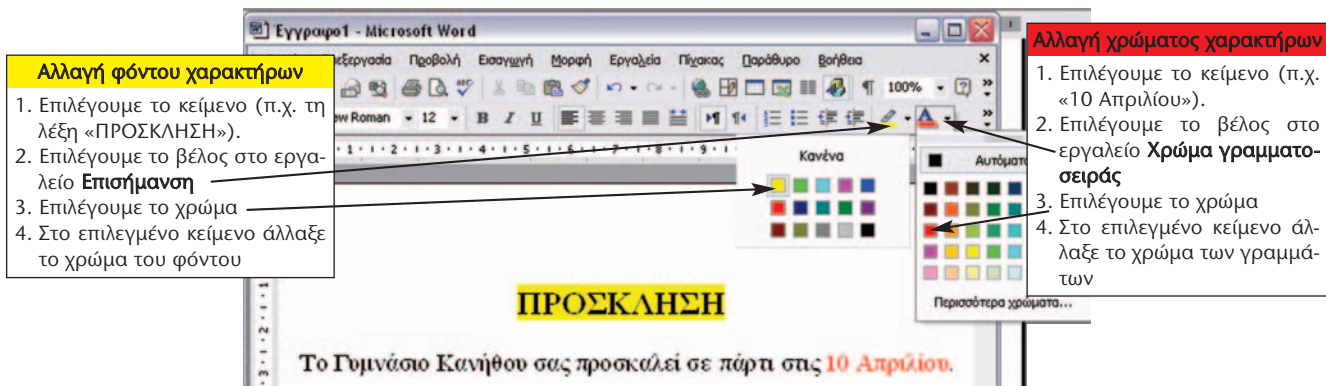 Έγγραφο1 - Microsoft Word
Προβολή Εισαγωγή Μορφή Εργαλεία Πίνακας Παράθυρο Βοήθεια
100%
New Roman 12 B I U
Αλλαγή φόντου χαρακτήρων
1. Επιλέγουμε το κείμενο (π.χ. τη
λέξη «ΠΡΟΣΚΛΗΣΗ»).
2. Επιλέγουμε το βέλος στο εργα-
λείο Επισήμανση
3. Επιλέγουμε το χρώμα
4. Στο επιλεγμένο κείμενο άλλαξε
το χρώμα του φόντου
Κανένα
Αυτόματο
Περισσότερα χρώματα...
Αλλαγή χρώματος χαρακτήρων
1. Επιλέγουμε το κείμενο (π.χ.
«10 Απριλίου»).
2. Επιλέγουμε το βέλος στο
εργαλείο Χρώμα γραμματο-
σειράς
3. Επιλέγουμε το χρώμα
4. Στο επιλεγμένο κείμενο άλ-
λαξε το χρώμα των γραμμά-
των
ΠΡΟΣΚΛΗΣΗ
Το Γυμνάσιο Κανήθου σας προσκαλεί σε πάρτι στις 10 Απριλίου.